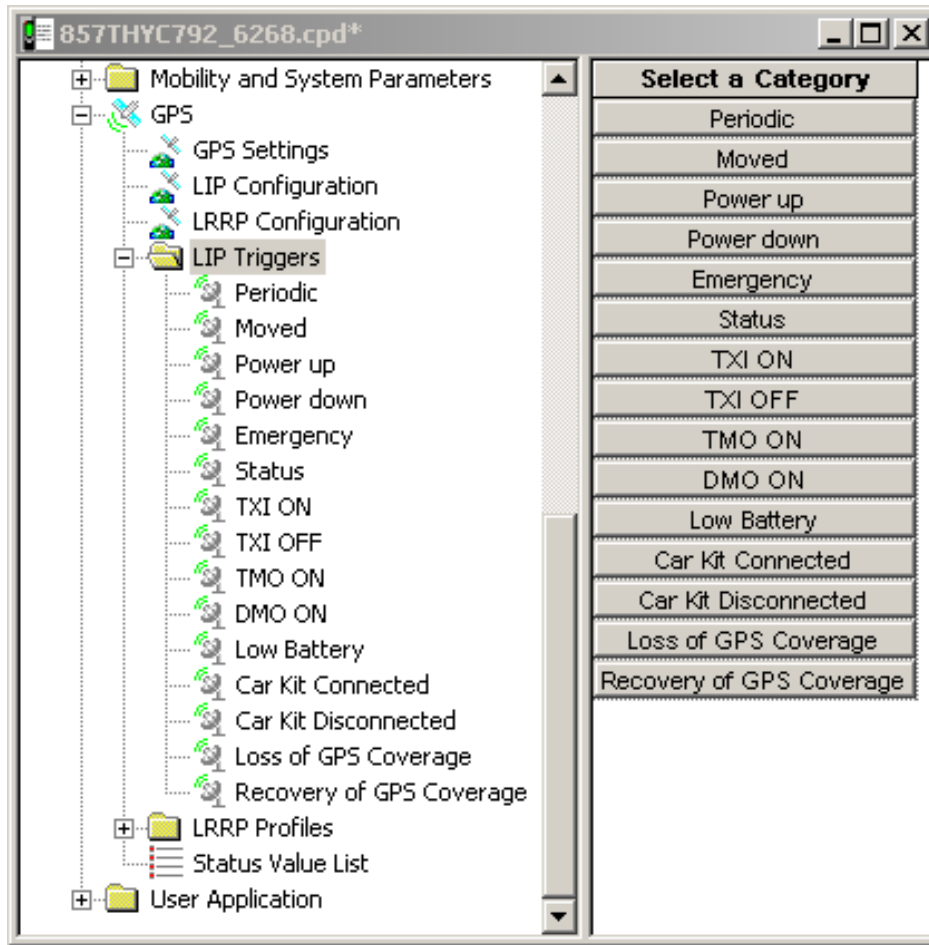 857THYC792_6268.cpd*
Mobility and System Parameters
GPS
GPS Settings
LIP Configuration
LRRP Configuration
LIP Triggers
Periodic
Moved
Power up
Power down
Emergency
Status
TXI ON
TXI OFF
TMO ON
DMO ON
Low Battery
Car Kit Connected
Car Kit Disconnected
Loss of GPS Coverage
Recovery of GPS Coverage
LRRP Profiles
Status Value List
User Application
Select a Category
Periodic
Moved
Power up
Power down
Emergency
Status
TXI ON
TXI OFF
TMO ON
DMO ON
Low Battery
Car Kit Connected
Car Kit Disconnected
Loss of GPS Coverage
Recovery of GPS Coverage